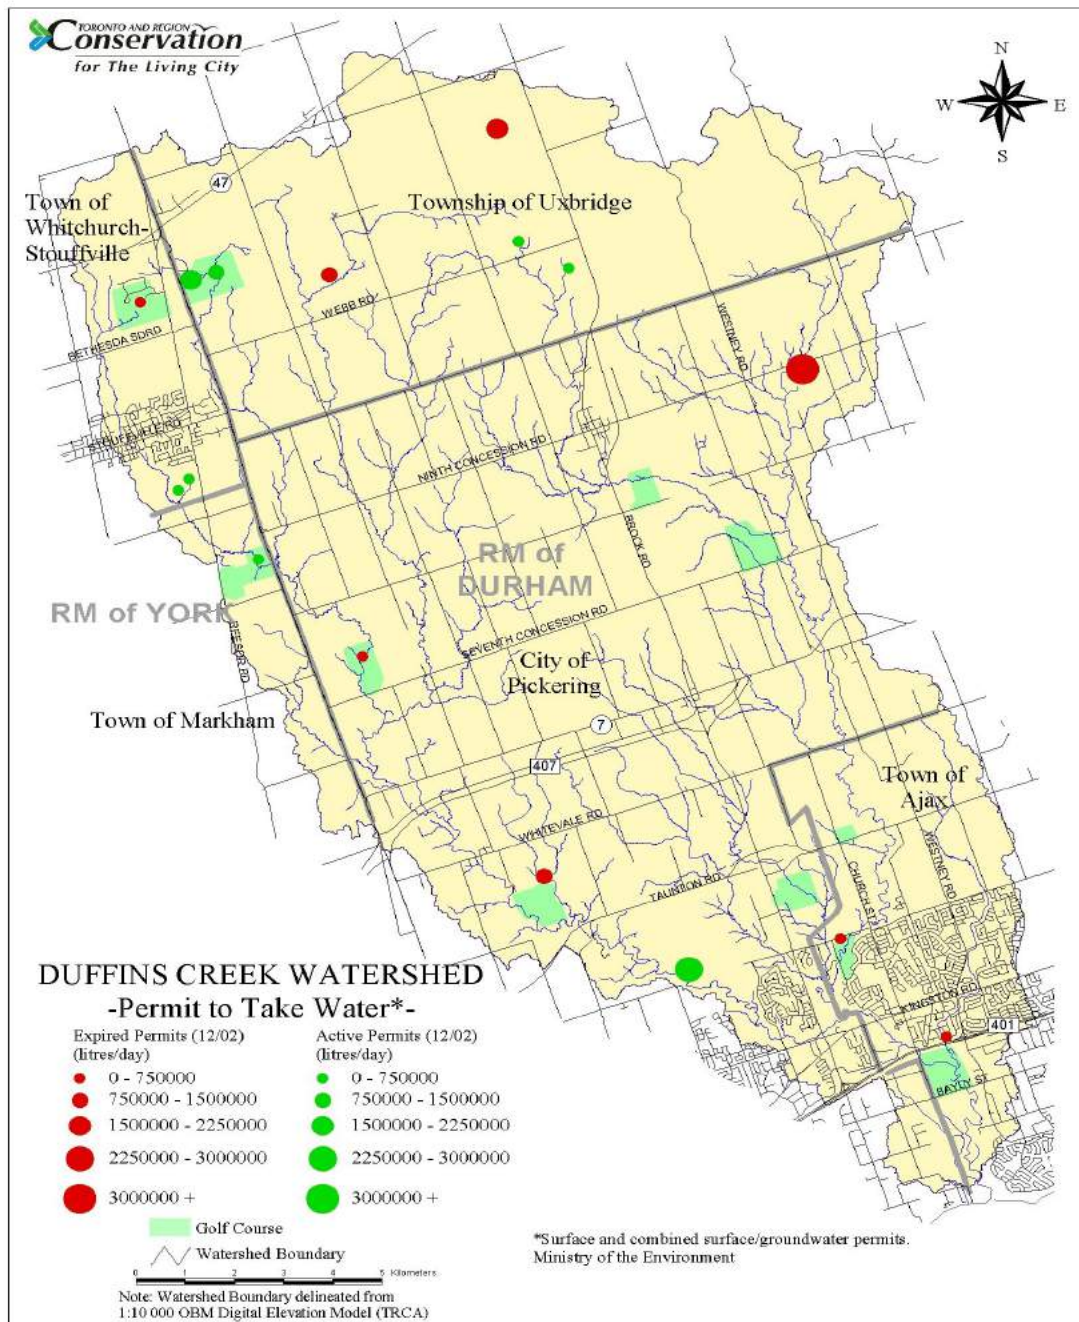 TORONTO AND REGION
Conservation
for The Living City
N
W E
S
47
Town of
Whitchurch-
Stouffville
Township of Uxbridge
WEBB RD
BETHESDA SDRD
WESTNEY RD
STOUFFVILLE RD
NINTH CONCESSION RD
BROCK RD
RM of
DURHAM
RM of YORK
REESOR RD
SEVENTH CONCESSION RD
City of
Pickering
Town of Markham
7
407
Town of
Ajax
WHITEVALE RD
TAUNTON RD
CHURCH ST
WESTNEY RD
KINGSTON RD
401
BAYLY ST
DUFFINS CREEK WATERSHED
-Permit to Take Water*-
Expired Permits (12/02)
(litres/day)
0 - 750000
750000 - 1500000
1500000 - 2250000
2250000 - 3000000
3000000 +
Active Permits (12/02)
(litres/day)
0 - 750000
750000 - 1500000
1500000 - 2250000
2250000 - 3000000
3000000 +
Golf Course
Watershed Boundary
0 1 2 3 4 5 Kilometers
Note: Watershed Boundary delineated from
1:10 000 OBM Digital Elevation Model (TRCA)
*Surface and combined surface/groundwater permits.
Ministry of the Environment